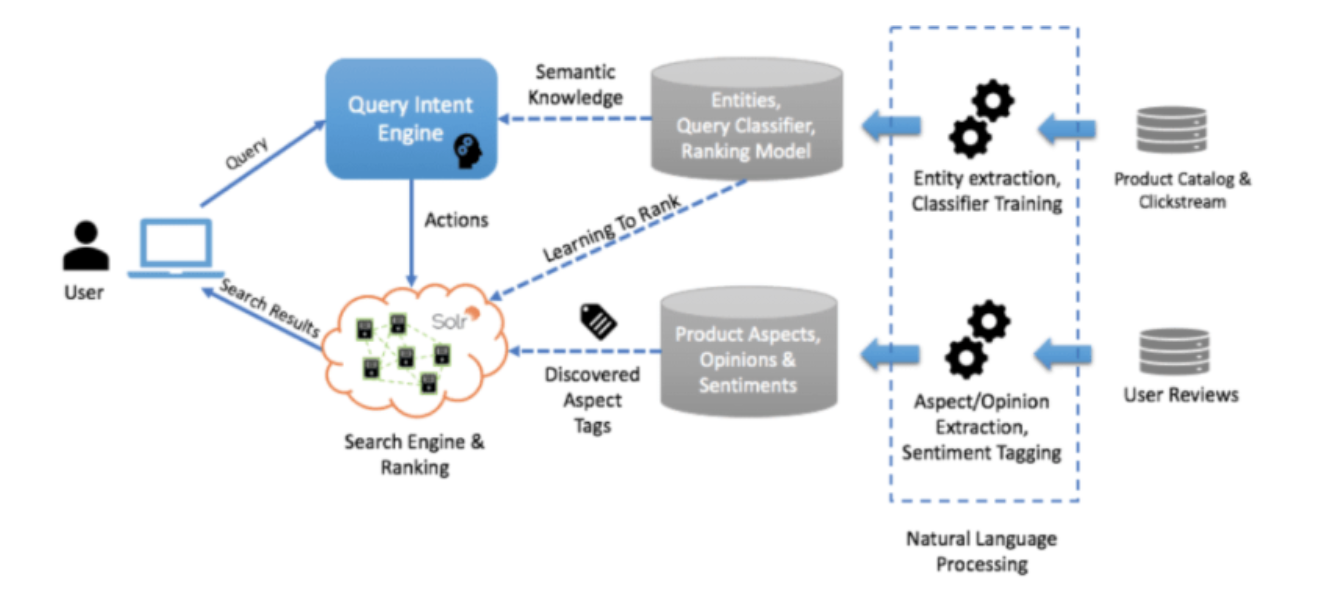 Query Intent
Engine
Semantic
Knowledge
Entities,
Query Classifier,
Ranking Model
Entity extraction,
Classifier Training
Product Catalog &
Clickstream
Query
Actions
Learning To Rank
User
Search Results
Solr
Search Engine &
Ranking
Discovered
Aspect
Tags
Product Aspects,
Opinions &
Sentiments
Aspect/Opinion
Extraction,
Sentiment Tagging
User Reviews
Natural Language
Processing